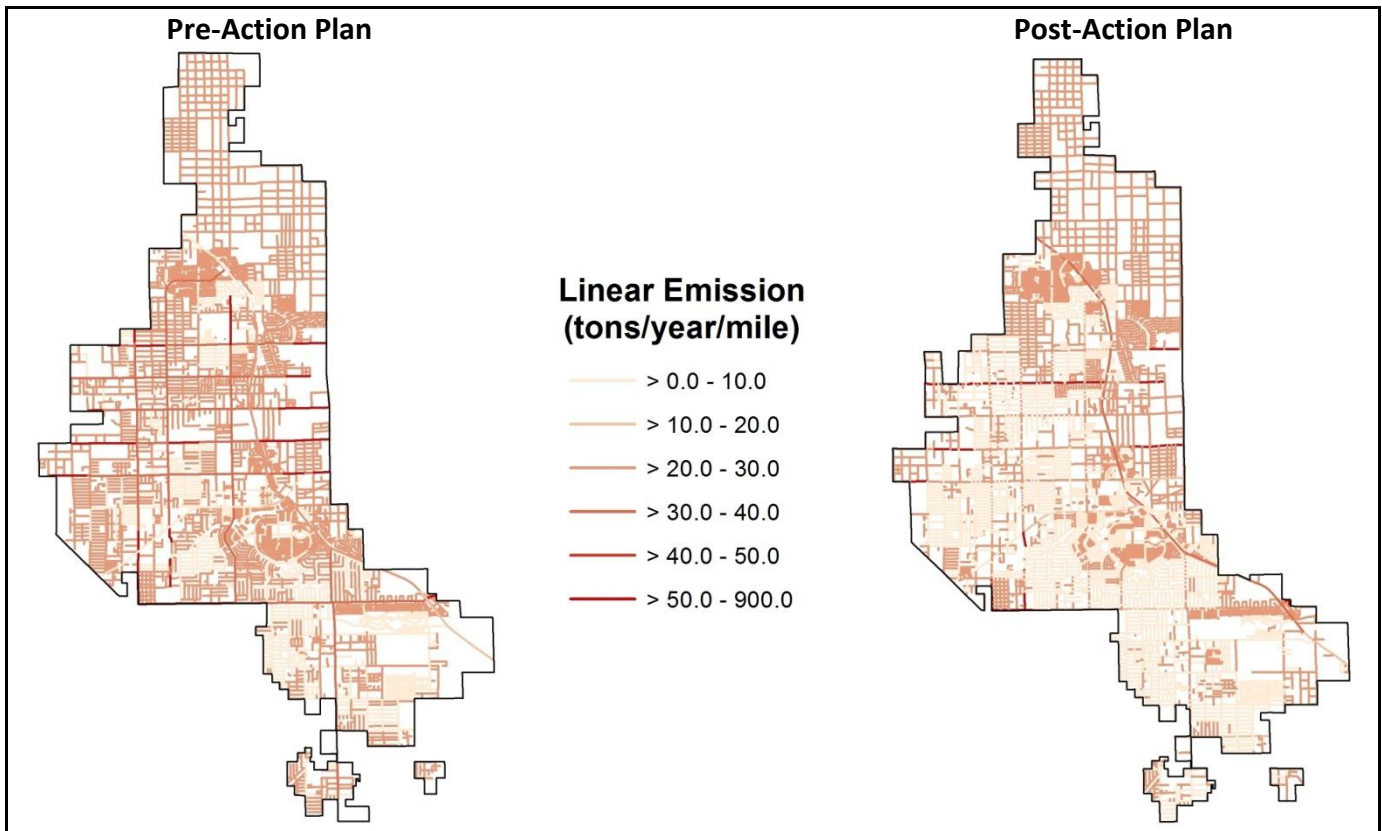 Pre-Action Plan
Post-Action Plan
Linear Emission
(tons/year/mile)
> 0.0 - 10.0
> 10.0 - 20.0
> 20.0 - 30.0
> 30.0 - 40.0
> 40.0 - 50.0
> 50.0 - 900.0